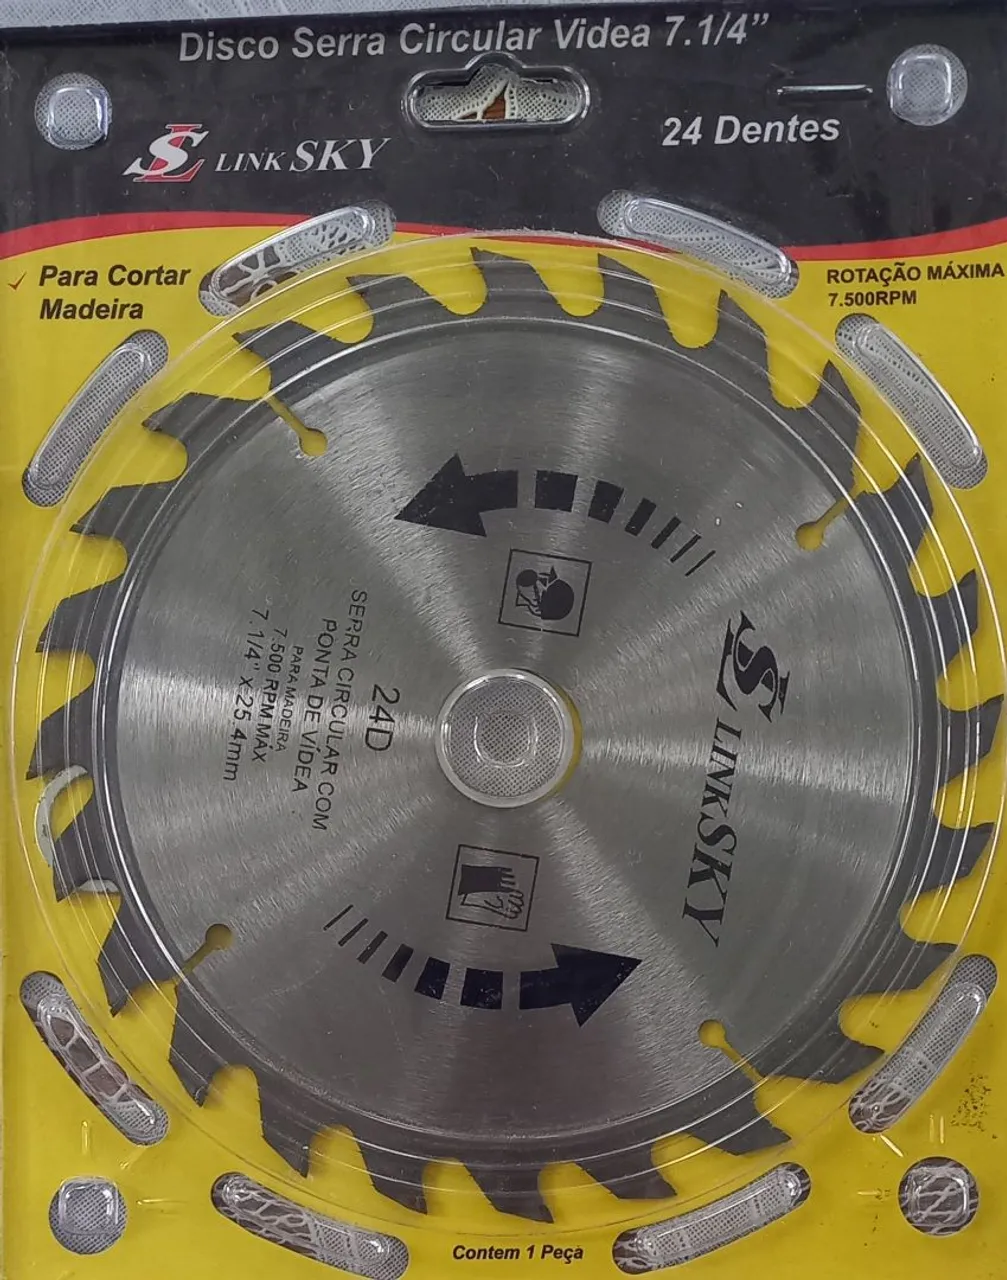 Disco Serra Circular Videa 7.1/4”
24 Dentes
LS LINK SKY
Para Cortar
Madeira
ROTAÇÃO MÁXIMA
7.500RPM
24D
SERRA CIRCULAR COM
PONTA DE VÍDEA
PARA MADEIRA
7.500 RPM MÁX
7.1/4" X 25.4mm
LS LINKSKY
Contem 1 Peça